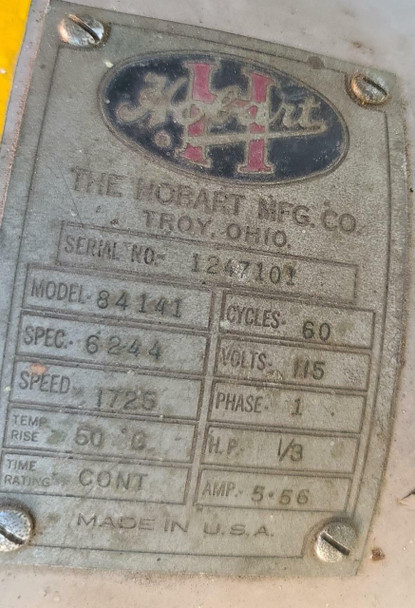 Hobart
THE HOBART MFG. CO.
TROY, OHIO.
SERIAL NO.- 1247101
MODEL- 84141
CYCLES- 60
SPEC.- 6244
VOLTS- 115
SPEED 1725
PHASE- 1
TEMP. RISE 50 °C
H.P. 1/3
TIME RATING CONT
AMP.- 5.56
MADE IN U.S.A.